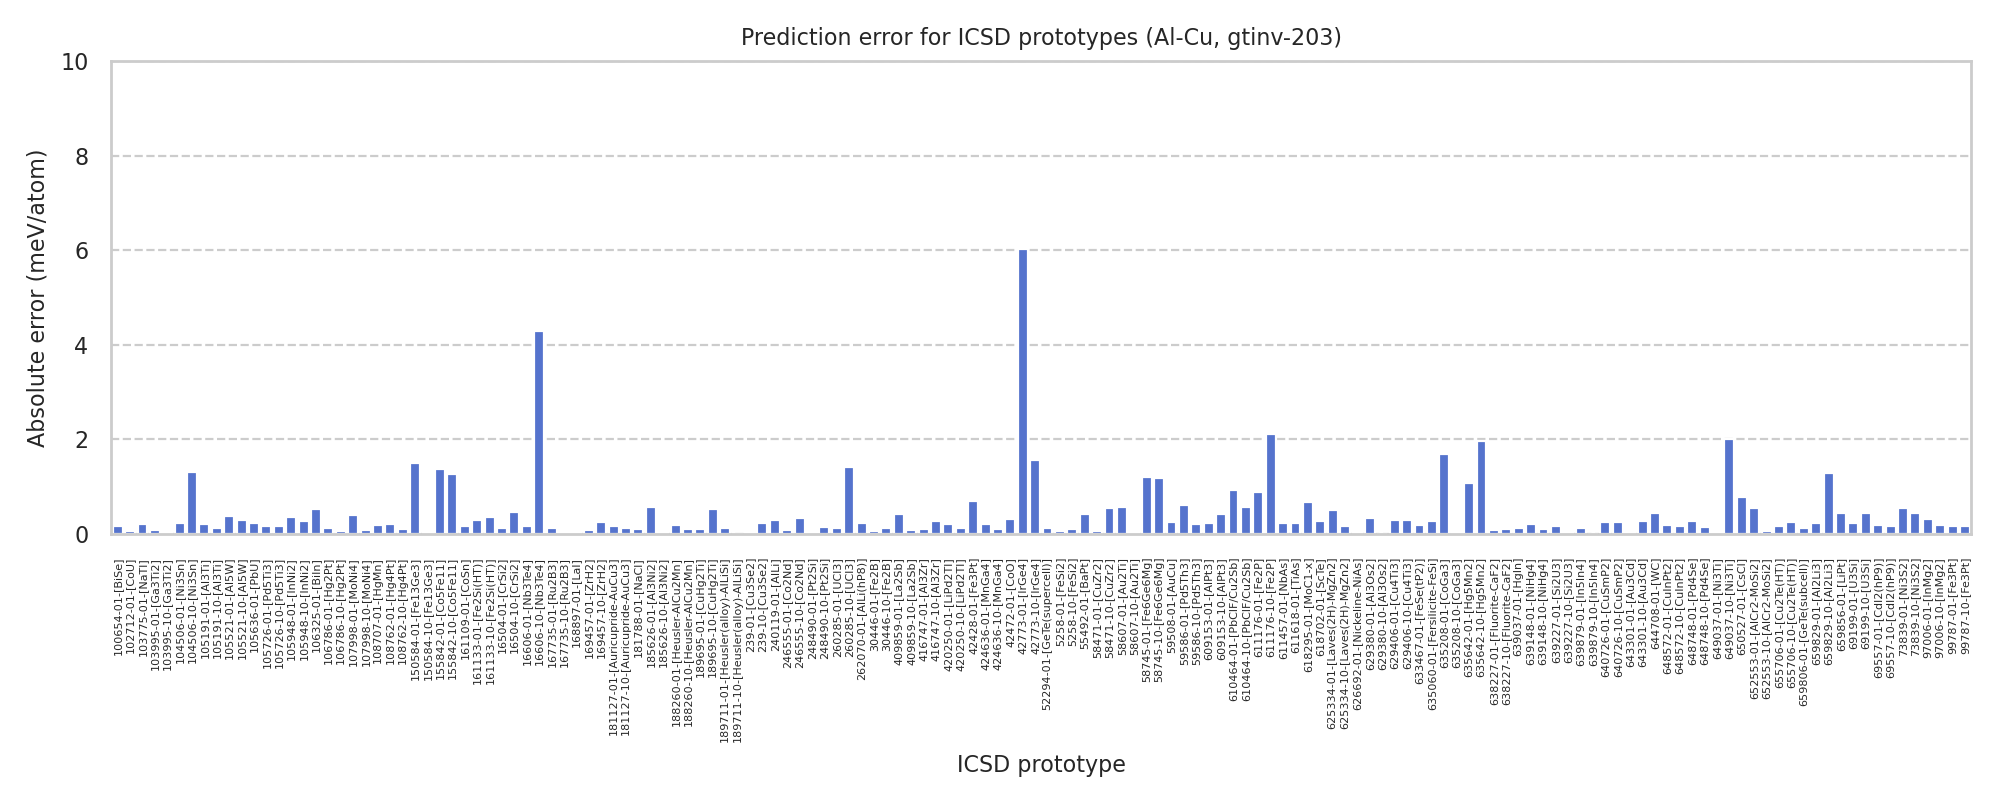 Prediction error for ICSD prototypes (Al-Cu, gtinv-203)
Absolute error (meV/atom)
10
8
6
4
2
0
100654-01-[BiSe]
102712-01-[CoU]
103775-01-[NaTl]
103995-01-[Ga3Ti2]
103995-10-[Ga3Ti2]
104506-01-[Ni3Sn]
104506-10-[Ni3Sn]
105191-01-[Al3Ti]
105191-10-[Al3Ti]
105521-01-[Al5W]
105521-10-[Al5W]
105636-01-[PbU]
105726-01-[Pd5Ti3]
105726-10-[Pd5Ti3]
105948-01-[InNi2]
105948-10-[InNi2]
106325-01-[BiIn]
106786-01-[Hg2Pt]
106786-10-[Hg2Pt]
107998-01-[MoNi4]
107998-10-[MoNi4]
108707-01-[HgMn]
108762-01-[Hg4Pt]
108762-10-[Hg4Pt]
150584-01-[Fe13Ge3]
150584-10-[Fe13Ge3]
155842-01-[Co5Fe11]
155842-10-[Co5Fe11]
161109-01-[CoSn]
161133-01-[Fe2Si(HT)]
161133-10-[Fe2Si(HT)]
16504-01-[CrSi2]
16504-10-[CrSi2]
16606-01-[Nb3Te4]
16606-10-[Nb3Te4]
167735-01-[Ru2B3]
167735-10-[Ru2B3]
168897-01-[LaI]
169457-01-[ZrH2]
169457-10-[ZrH2]
181127-01-[Auricupride-AuCu3]
181127-10-[Auricupride-AuCu3]
181788-01-[NaCl]
185626-01-[Al3Ni2]
185626-10-[Al3Ni2]
188260-01-[Heusler-AlCu2Mn]
188260-10-[Heusler-AlCu2Mn]
189695-01-[CuHg2Ti]
189695-10-[CuHg2Ti]
189711-01-[Heusler(alloy)-AlLiSi]
189711-10-[Heusler(alloy)-AlLiSi]
239-01-[Cu3Se2]
239-10-[Cu3Se2]
240119-01-[AlLi]
246555-01-[Co2Nd]
246555-10-[Co2Nd]
248490-01-[Pt2Si]
248490-10-[Pt2Si]
260285-01-[UCl3]
260285-10-[UCl3]
262070-01-[AlLi(hP8)]
30446-01-[Fe2B]
30446-10-[Fe2B]
409859-01-[La2Sb]
409859-10-[La2Sb]
416747-01-[Al3Zr]
416747-10-[Al3Zr]
420250-01-[LiPd2Tl]
420250-10-[LiPd2Tl]
42428-01-[Fe3Pt]
424636-01-[MnGa4]
424636-10-[MnGa4]
42472-01-[CoO]
42773-01-[IrGe4]
42773-10-[IrGe4]
52294-01-[GeTe(supercell)]
5258-01-[FeSi2]
5258-10-[FeSi2]
55492-01-[BaPt]
58471-01-[CuZr2]
58471-10-[CuZr2]
58607-01-[Au2Ti]
58607-10-[Au2Ti]
58745-01-[Fe6Ge6Mg]
58745-10-[Fe6Ge6Mg]
59508-01-[AuCu]
59586-01-[Pd5Th3]
59586-10-[Pd5Th3]
609153-01-[AlPt3]
609153-10-[AlPt3]
610464-01-[PbClF/Cu2Sb]
610464-10-[PbClF/Cu2Sb]
611176-01-[Fe2P]
611176-10-[Fe2P]
611457-01-[NbAs]
611618-01-[TiAs]
618295-01-[MoC1-x]
618702-01-[ScTe]
625334-01-[Laves(2H)-MgZn2]
625334-10-[Laves(2H)-MgZn2]
626692-01-[Nickeline-NiAs]
629380-01-[Al3Os2]
629380-10-[Al3Os2]
629406-01-[Cu4Ti3]
629406-10-[Cu4Ti3]
633467-01-[FeSe(tP2)]
635060-01-[Fersilicite-FeSi]
635208-01-[CoGa3]
635208-10-[CoGa3]
635642-01-[Hg5Mn2]
635642-10-[Hg5Mn2]
638227-01-[Fluorite-CaF2]
638227-10-[Fluorite-CaF2]
639037-01-[HgIn]
639148-01-[NiHg4]
639148-10-[NiHg4]
639227-01-[Si2U3]
639227-10-[Si2U3]
639879-01-[In5In4]
639879-10-[In5In4]
640726-01-[CuSmP2]
640726-10-[CuSmP2]
643301-01-[Au3Cd]
643301-10-[Au3Cd]
644708-01-[WC]
648572-01-[CuInPt2]
648572-10-[CuInPt2]
648748-01-[Pd4Se]
648748-10-[Pd4Se]
649037-01-[Ni3Ti]
649037-10-[Ni3Ti]
650527-01-[CsCl]
652553-01-[AlCr2-MoSi2]
652553-10-[AlCr2-MoSi2]
655706-01-[Cu2Te(HT)]
655706-10-[Cu2Te(HT)]
659806-01-[GeTe(subcell)]
659829-01-[Al2Li3]
659829-10-[Al2Li3]
659856-01-[LiPt]
69199-01-[U3Si]
69199-10-[U3Si]
69557-01-[CdI2(hP9)]
69557-10-[CdI2(hP9)]
73839-01-[Ni3S2]
73839-10-[Ni3S2]
97006-01-[InMg2]
97006-10-[InMg2]
99787-01-[Fe3Pt]
99787-10-[Fe3Pt]
ICSD prototype